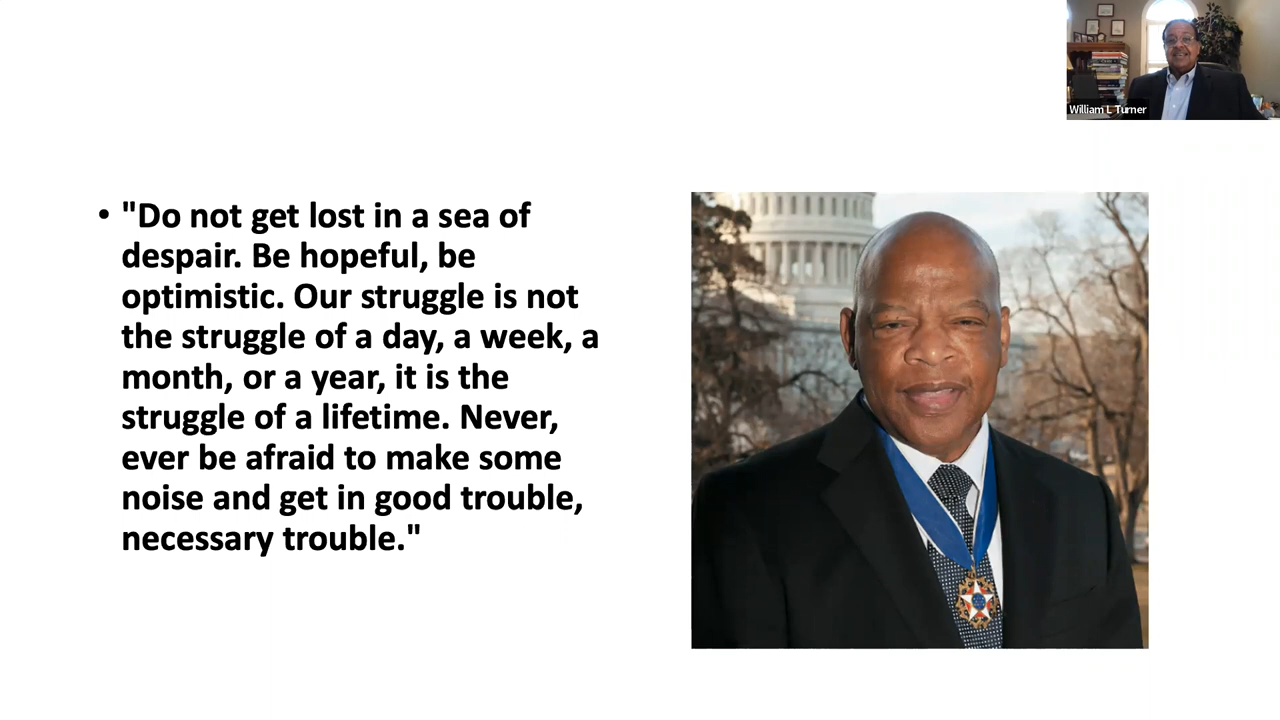 William L Turner
• "Do not get lost in a sea of
despair. Be hopeful, be
optimistic. Our struggle is not
the struggle of a day, a week, a
month, or a year, it is the
struggle of a lifetime. Never,
ever be afraid to make some
noise and get in good trouble,
necessary trouble."